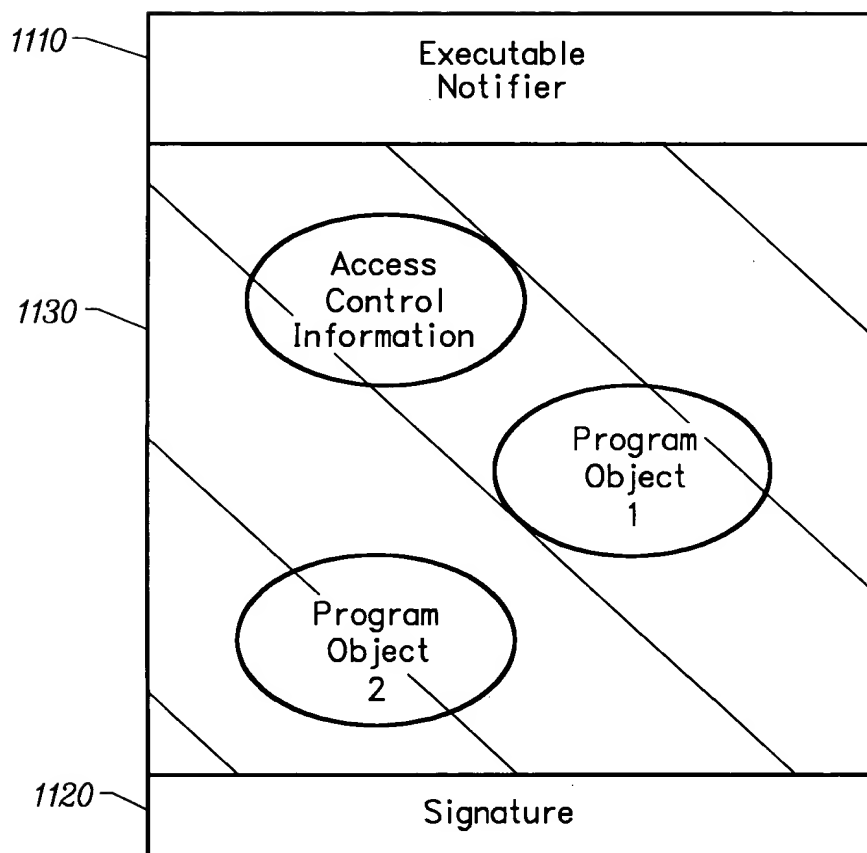 1110
Executable
Notifier
1130
Access
Control
Information
Program
Object
1
Program
Object
2
1120
Signature